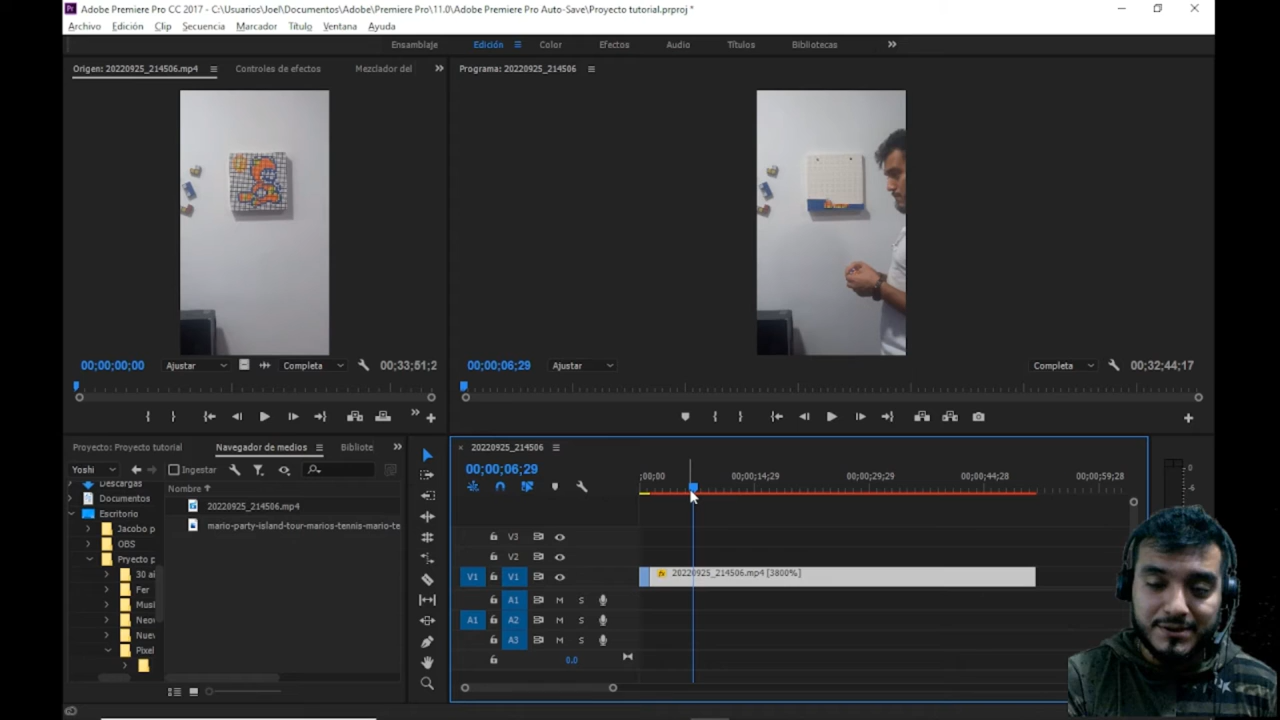 Adobe Premiere Pro CC 2017 - C:\Usuarios\Joel\Documentos\Adobe\Premiere Pro\11.0\Adobe Premiere Pro Auto-Save\Proyecto tutorial.prproj *
Archivo Edición Clip Secuencia Marcador Título Ventana Ayuda
Ensamblaje Edición Color Efectos Audio Títulos Bibliotecas
Origen: 20220925_214506.mp4 Controles de efectos Mezclador del
Programa: 20220925_214506
00;00;00;00 Ajustar Completa 00;33;51;2
00;00;06;29 Ajustar Completa 00;32;44;17
Proyecto: Proyecto tutorial Navegador de medios Bibliote
Yoshi Ingestar
Nombre
Descargas
Documentos
Escritorio
Jacobo p
OBS
Pryecto p
30 ai
Fer
Musi
Neo
Nuev
Pixel
20220925_214506.mp4
mario-party-island-tour-marios-tennis-mario-te
20220925_214506
00;00;06;29
;00;00 00;00;14;29 00;00;29;29 00;00;44;28 00;00;59;28
V3
V2
V1 V1 fx 20220925_214506.mp4 [3800%]
A1 M S
A1 A2 M S
A3 M S
0,0
0
-6